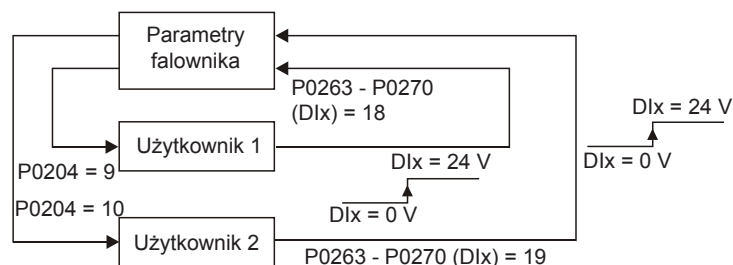 Parametry
falownika
P0263 - P0270
(DIx) = 18
DIx = 24 V
Użytkownik 1
DIx = 24 V
DIx = 0 V
P0204 = 9
P0204 = 10
DIx = 0 V
Użytkownik 2
P0263 - P0270 (DIx) = 19